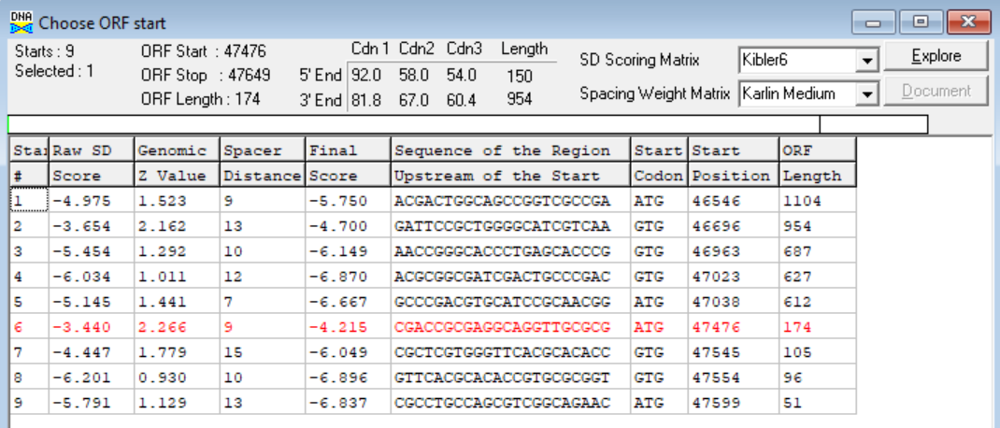 DNA Choose ORF start
Starts : 9 ORF Start : 47476 Cdn 1 Cdn2 Cdn3 Length SD Scoring Matrix Kibler6 Explore
Selected : 1 ORF Stop : 47649 5' End 92.0 58.0 54.0 150
ORF Length : 174 3' End 81.8 67.0 60.4 954 Spacing Weight Matrix Karlin Medium Document
Star Raw SD Genomic Spacer Final Sequence of the Region Start Start ORF
# Score Z Value Distance Score Upstream of the Start Codon Position Length
1 -4.975 1.523 9 -5.750 ACGACTGGCAGCCGGTCGCCGA ATG 46546 1104
2 -3.654 2.162 13 -4.700 GATTCCGCTGGGGCATCGTCAA GTG 46696 954
3 -5.454 1.292 10 -6.149 AACCGGGCACCCTGAGCACCCG GTG 46963 687
4 -6.034 1.011 12 -6.870 ACGCGGCGATCGACTGCCCGAC GTG 47023 627
5 -5.145 1.441 7 -6.667 GCCCGACGTGCATCCGCAACGG ATG 47038 612
6 -3.440 2.266 9 -4.215 CGACCGCGAGGCAGGTTGCGCG ATG 47476 174
7 -4.447 1.779 15 -6.049 CGCTCGTGGGTTCACGCACACC GTG 47545 105
8 -6.201 0.930 10 -6.896 GTTCACGCACACCGTGCGCGGT GTG 47554 96
9 -5.791 1.129 13 -6.837 CGCCTGCCAGCGTCGGCAGAAC ATG 47599 51